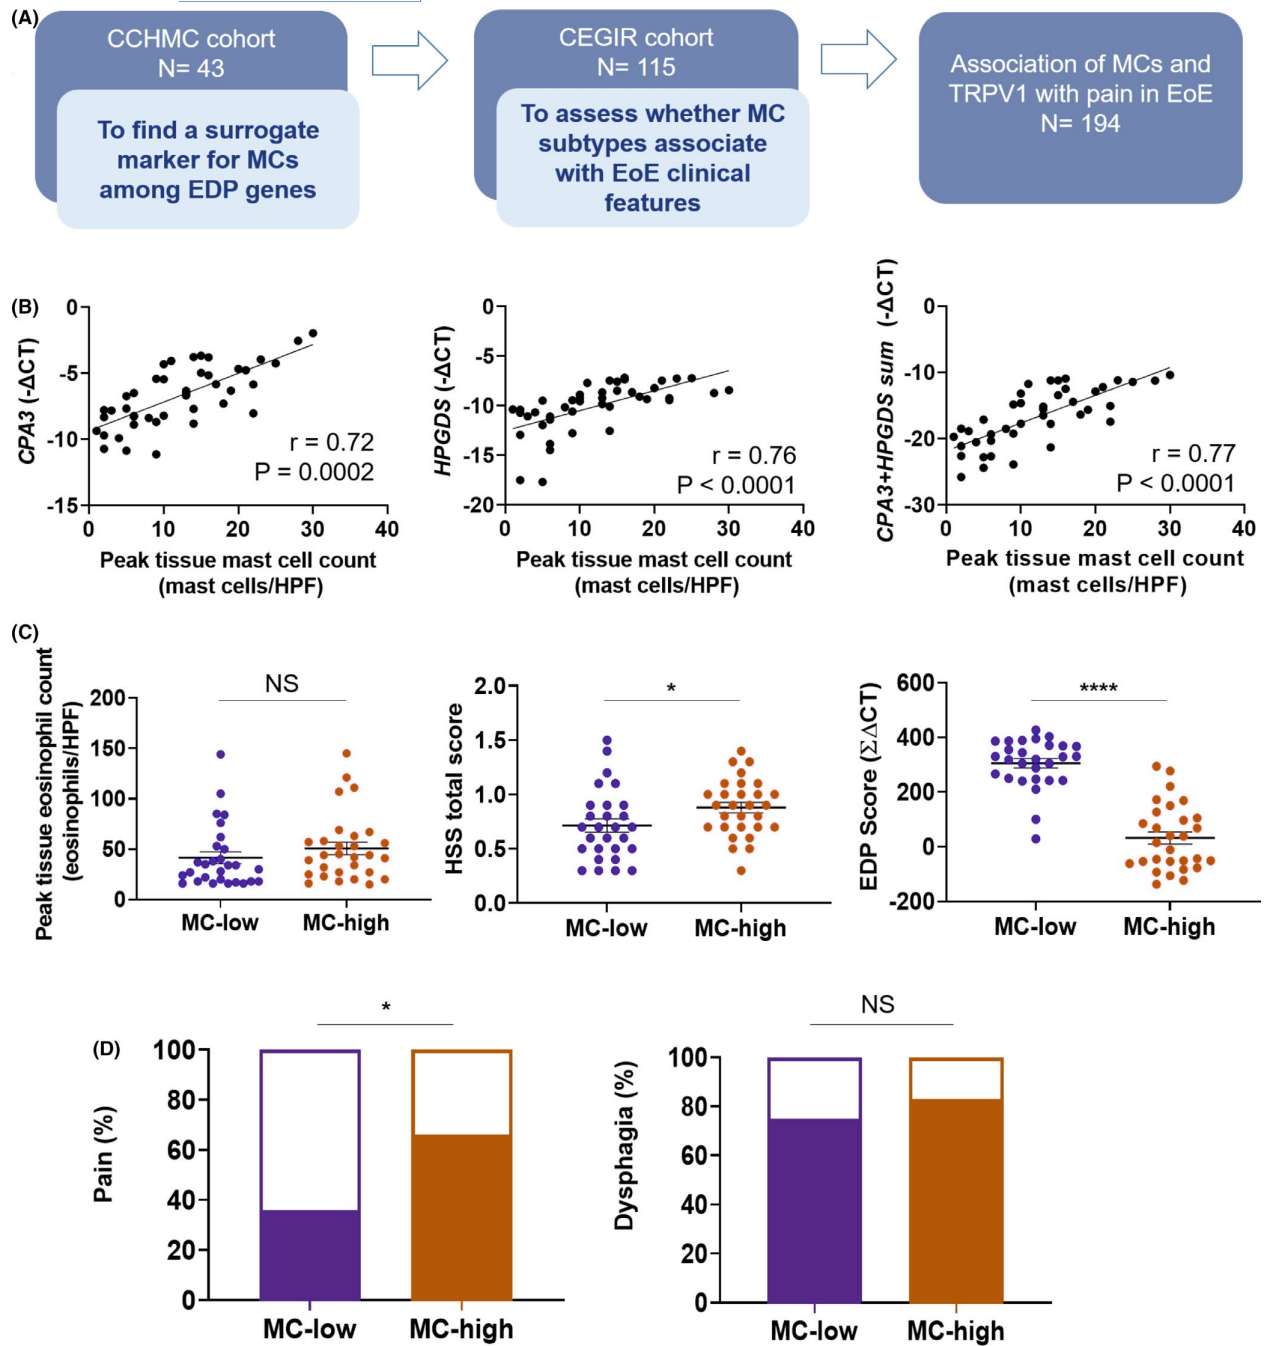 (A)
CCHMC cohort
N= 43
To find a surrogate
marker for MCs
among EDP genes
CEGIR cohort
N= 115
To assess whether MC
subtypes associate
with EoE clinical
features
Association of MCs and
TRPV1 with pain in EoE
N= 194
(B)
CPA3 (-ΔCT)
0
-5
-10
-15
r = 0.72
P = 0.0002
0 10 20 30 40
Peak tissue mast cell count
(mast cells/HPF)
HPGDS (-ΔCT)
0
-5
-10
-15
-20
r = 0.76
P < 0.0001
0 10 20 30 40
Peak tissue mast cell count
(mast cells/HPF)
CPA3+HPGDS sum (-ΔCT)
0
-10
-20
-30
r = 0.77
P < 0.0001
0 10 20 30 40
Peak tissue mast cell count
(mast cells/HPF)
(C)
Peak tissue eosinophil count
(eosinophils/HPF)
200
150
100
50
0
NS
MC-low MC-high
HSS total score
2.0
1.5
1.0
0.5
0.0
*
MC-low MC-high
EDP Score (ΣΔCT)
600
400
200
0
-200
****
MC-low MC-high
(D)
Pain (%)
100
80
60
40
20
0
*
MC-low MC-high
Dysphagia (%)
100
80
60
40
20
0
NS
MC-low MC-high